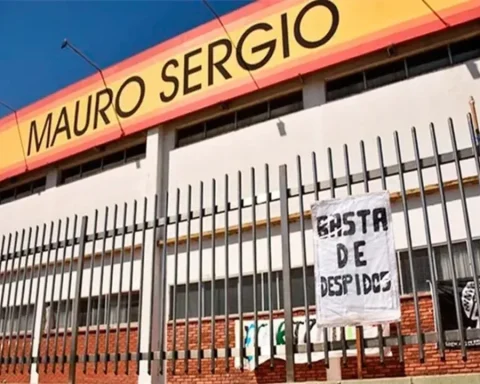 MAURO SERGIO
BASTA
DE
DESPIDOS